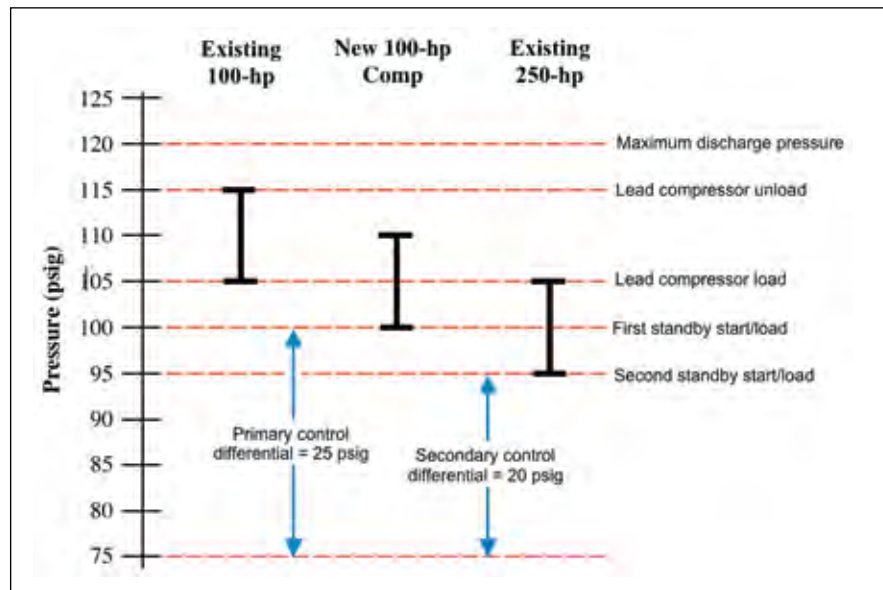 Existing
100-hp
New 100-hp
Comp
Existing
250-hp
Pressure (psig)
125
120
115
110
105
100
95
90
85
80
75
Maximum discharge pressure
Lead compressor unload
Lead compressor load
First standby start/load
Second standby start/load
Primary control
differential = 25 psig
Secondary control
differential = 20 psig